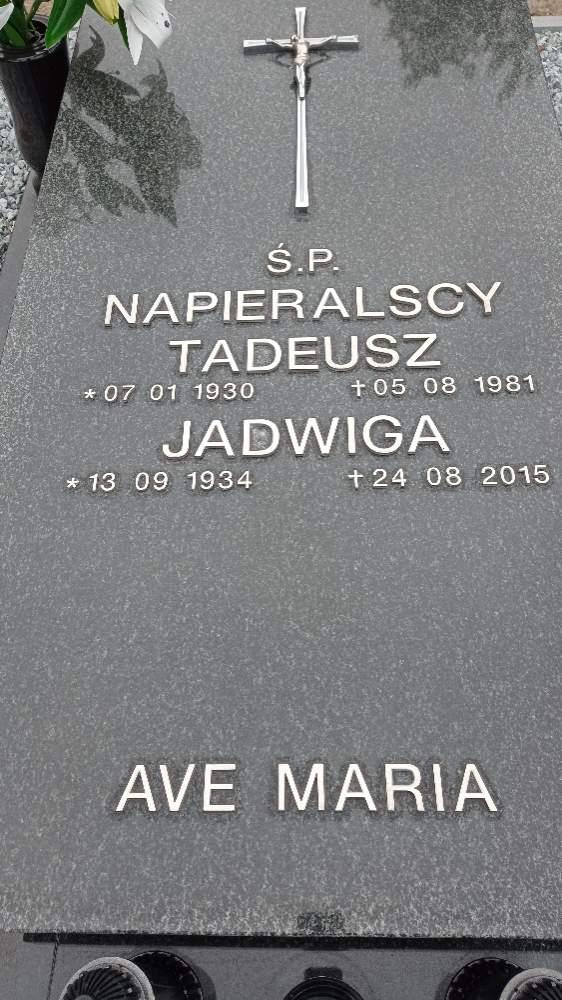 Ś.P.
NAPIERALSCY
TADEUSZ
*07 01 1930 †05 08 1981
JADWIGA
*13 09 1934 †24 08 2015
AVE MARIA